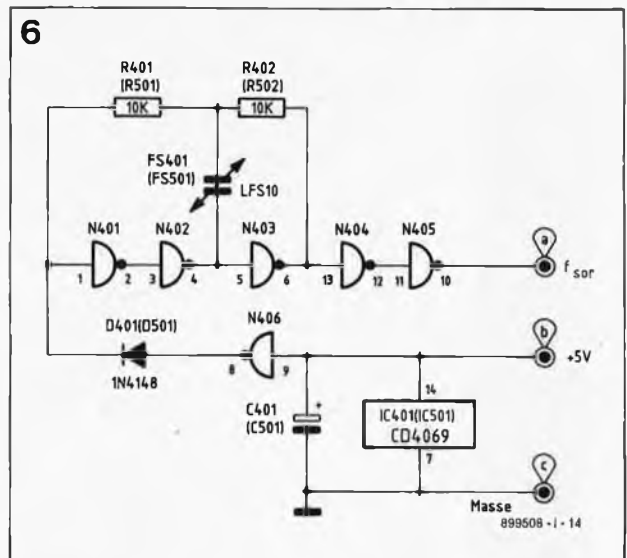 6
R401
(R501)
10K
R402
(R502)
10K
FS401
(FS501)
LFS10
N401
N402
N403
N404
N405
1
2
3
4
5
6
13
12
11
10
a
f sor
D401(D501)
1N4148
N406
8
9
b
+5V
C401
(C501)
+
14
IC401(IC501)
CD4069
7
c
Masse
899508 - I - 14